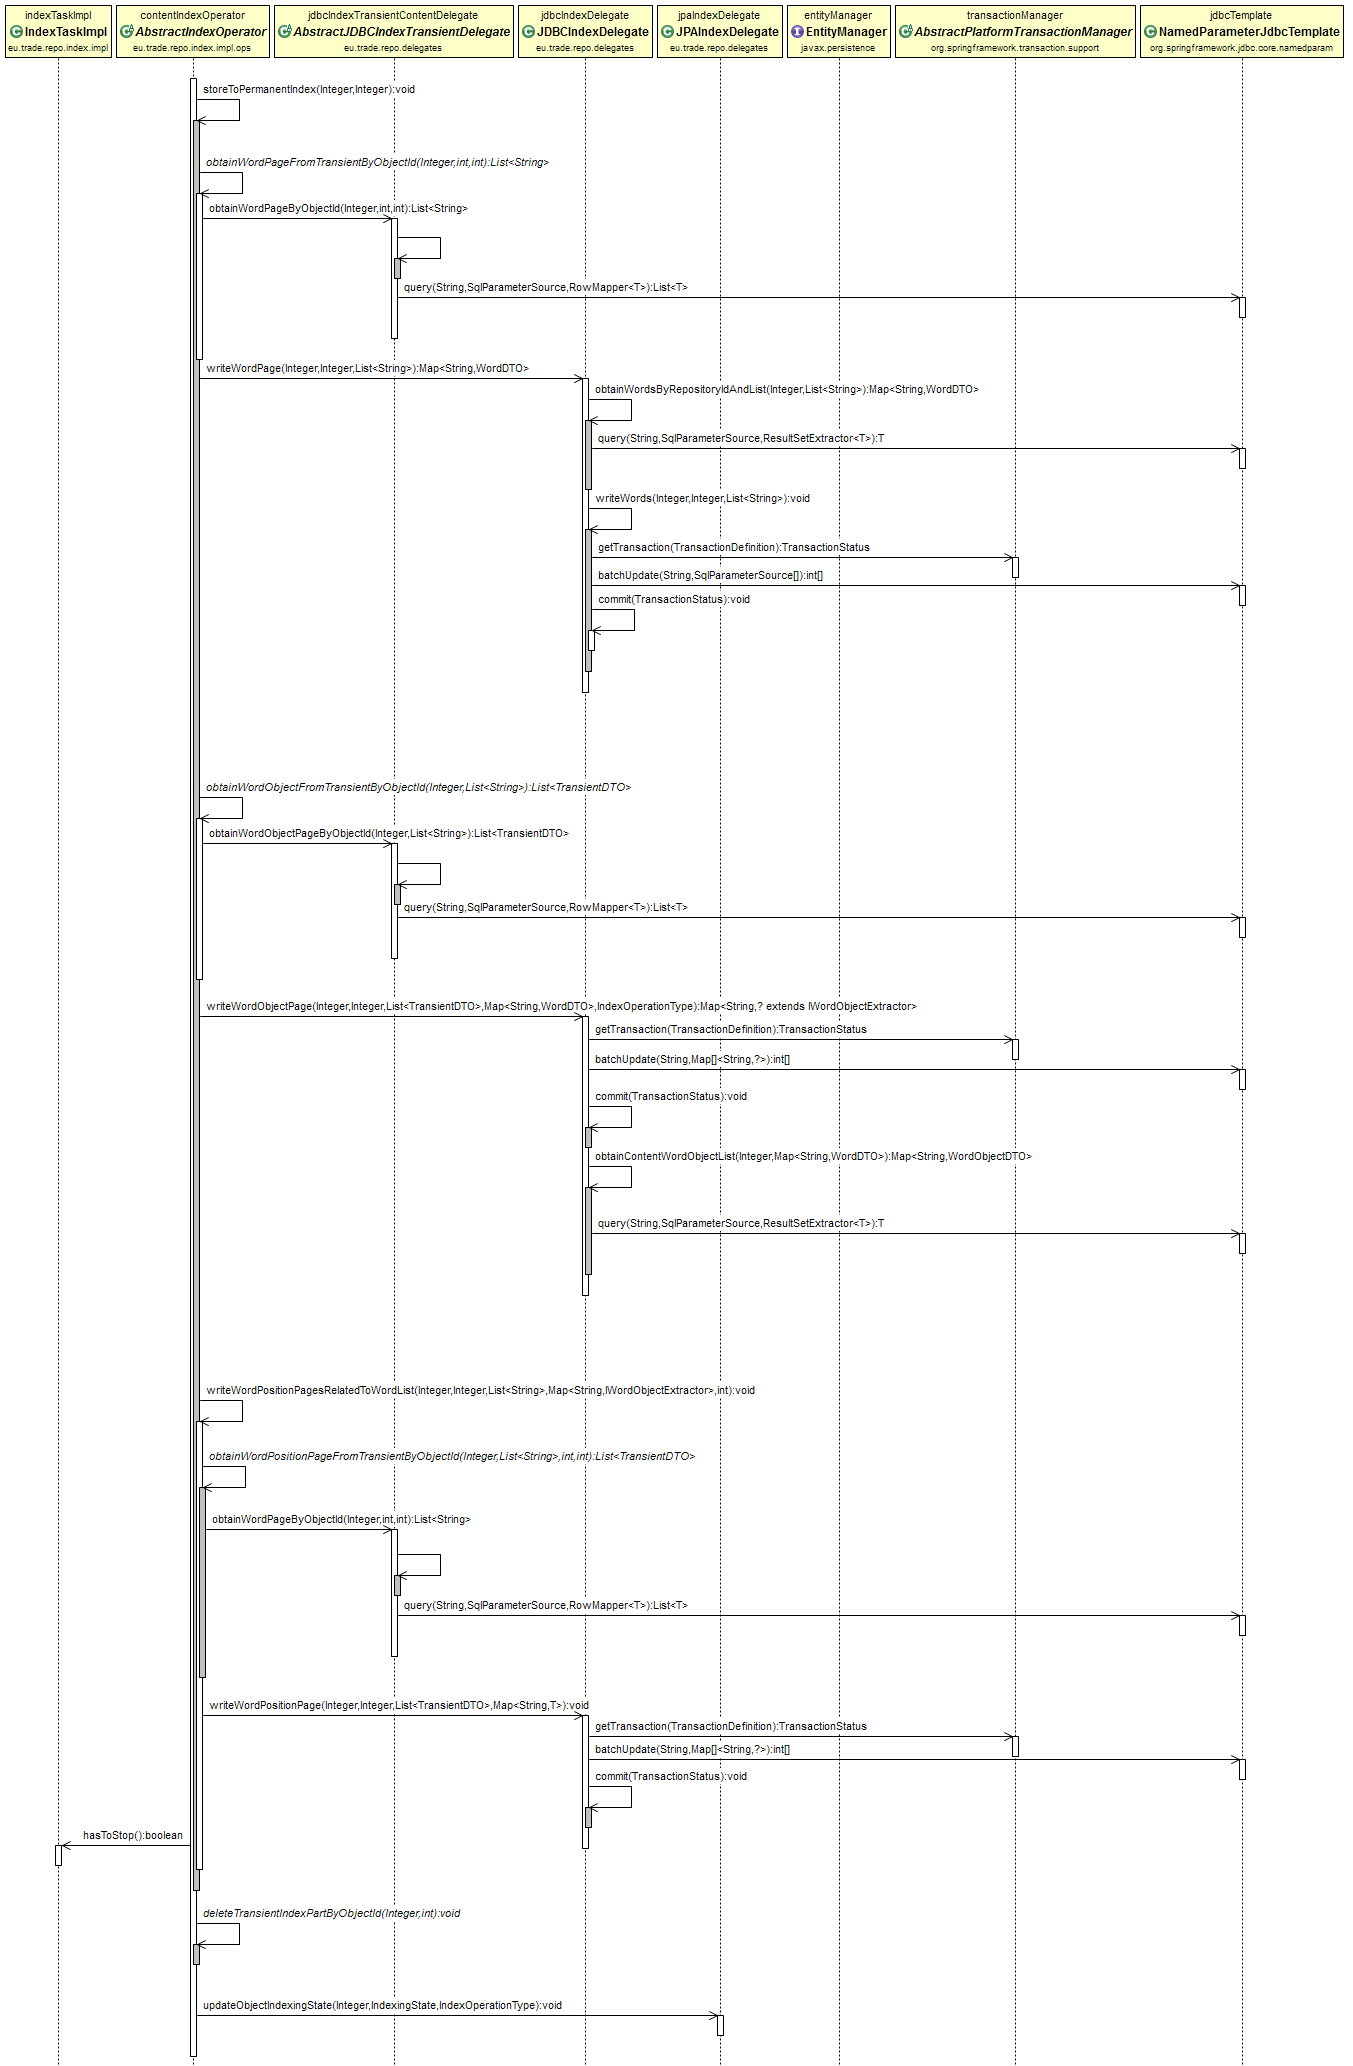 indexTaskImpl
IndexTaskImpl
eu.trade.repo.index.impl
contentIndexOperator
AbstractIndexOperator
eu.trade.repo.index.impl.ops
jdbcIndexTransientContentDelegate
AbstractJDBCIndexTransientDelegate
eu.trade.repo.delegates
jdbcIndexDelegate
JDBCIndexDelegate
eu.trade.repo.delegates
jpaIndexDelegate
JPAIndexDelegate
eu.trade.repo.delegates
entityManager
EntityManager
javax.persistence
transactionManager
AbstractPlatformTransactionManager
org.springframework.transaction.support
jdbcTemplate
NamedParameterJdbcTemplate
org.springframework.jdbc.core.namedparam
storeToPermanentIndex(Integer,Integer):void
obtainWordPageFromTransientByObjectId(Integer,int,int):List<String>
obtainWordPageByObjectId(Integer,int,int):List<String>
query(String,SqlParameterSource,RowMapper<T>):List<T>
writeWordPage(Integer,Integer,List<String>):Map<String,WordDTO>
obtainWordsByRepositoryIdAndList(Integer,List<String>):Map<String,WordDTO>
query(String,SqlParameterSource,ResultSetExtractor<T>):T
writeWords(Integer,Integer,List<String>):void
getTransaction(TransactionDefinition):TransactionStatus
batchUpdate(String,SqlParameterSource[]):int[]
commit(TransactionStatus):void
obtainWordObjectFromTransientByObjectId(Integer,List<String>):List<TransientDTO>
obtainWordObjectPageByObjectId(Integer,List<String>):List<TransientDTO>
query(String,SqlParameterSource,RowMapper<T>):List<T>
writeWordObjectPage(Integer,Integer,List<TransientDTO>,Map<String,WordDTO>,IndexOperationType):Map<String,? extends IWordObjectExtractor>
getTransaction(TransactionDefinition):TransactionStatus
batchUpdate(String,Map[]<String,?>):int[]
commit(TransactionStatus):void
obtainContentWordObjectList(Integer,Map<String,WordDTO>):Map<String,WordObjectDTO>
query(String,SqlParameterSource,ResultSetExtractor<T>):T
writeWordPositionPagesRelatedToWordList(Integer,Integer,List<String>,Map<String,IWordObjectExtractor>,int):void
obtainWordPositionPageFromTransientByObjectId(Integer,List<String>,int,int):List<TransientDTO>
obtainWordPageByObjectId(Integer,int,int):List<String>
query(String,SqlParameterSource,RowMapper<T>):List<T>
writeWordPositionPage(Integer,Integer,List<TransientDTO>,Map<String,T>):void
getTransaction(TransactionDefinition):TransactionStatus
batchUpdate(String,Map[]<String,?>):int[]
commit(TransactionStatus):void
hasToStop():boolean
deleteTransientIndexPartByObjectId(Integer,int):void
updateObjectIndexingState(Integer,IndexingState,IndexOperationType):void